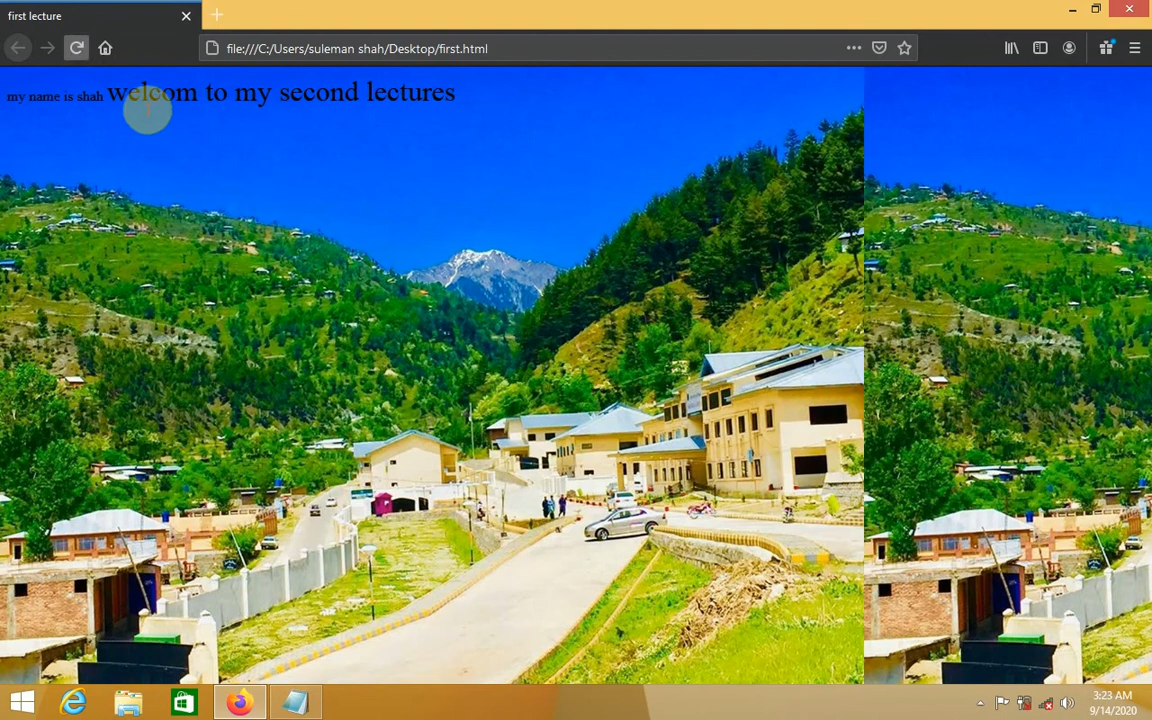 first lecture
file:///C:/Users/suleman shah/Desktop/first.html
my name is shah welcom to my second lectures
3:23 AM
9/14/2020